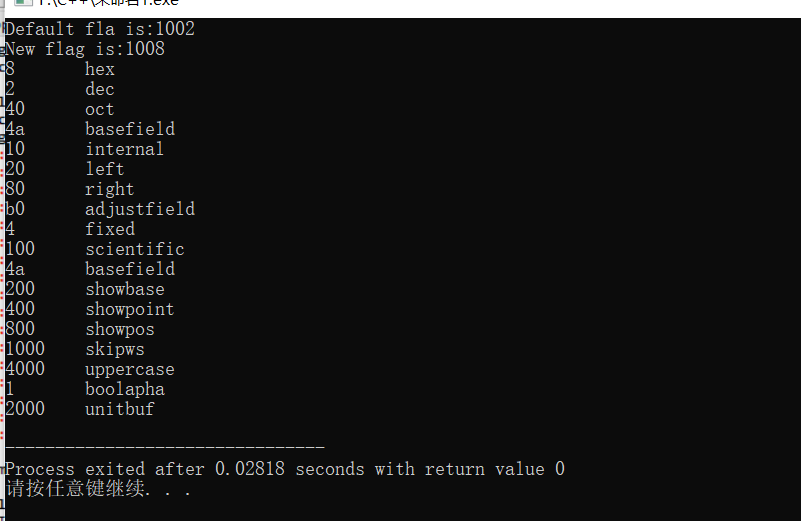 Default fla is:1002
New flag is:1008
8 hex
2 dec
40 oct
4a basefield
10 internal
20 left
80 right
b0 adjustfield
4 fixed
100 scientific
4a basefield
200 showbase
400 showpoint
800 showpos
1000 skipws
4000 uppercase
1 boolapha
2000 unitbuf
--------------------------------
Process exited after 0.02818 seconds with return value 0
请按任意键继续. . .